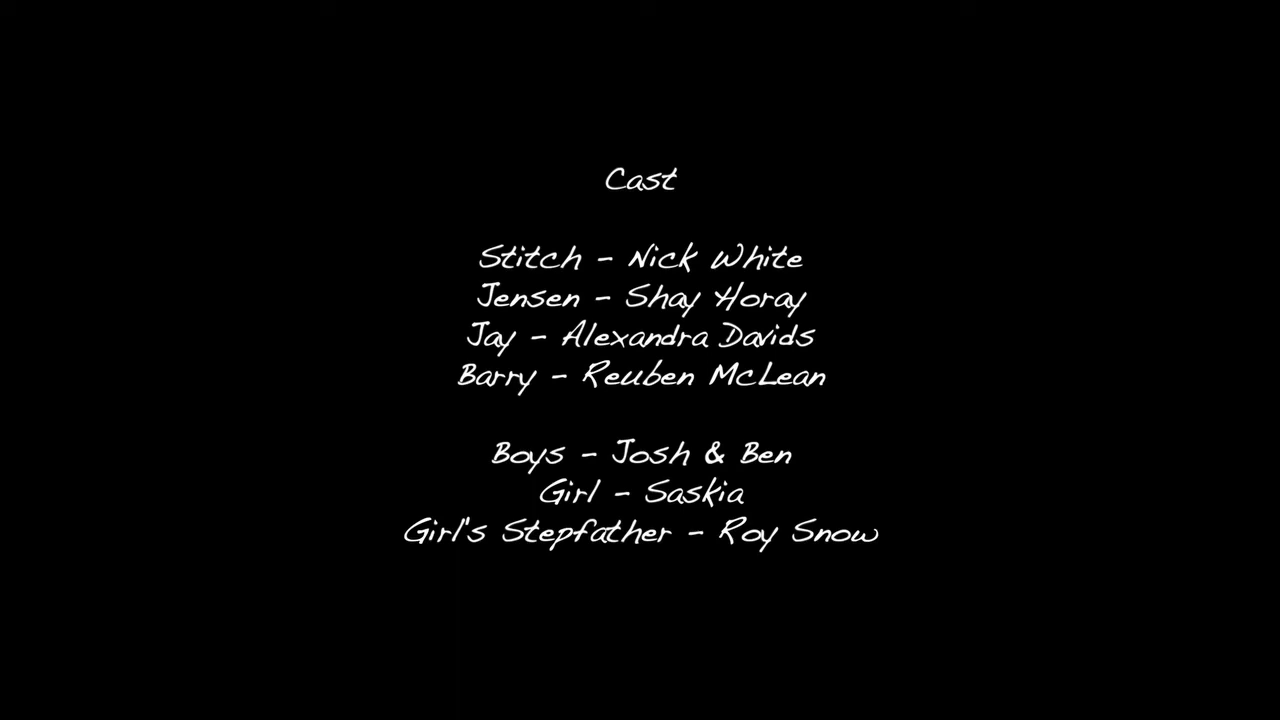 Cast
Stitch - Nick White
Jensen - Shay Horay
Jay - Alexandra Davids
Barry - Reuben McLean
Boys - Josh & Ben
Girl - Saskia
Girl's Stepfather - Roy Snow